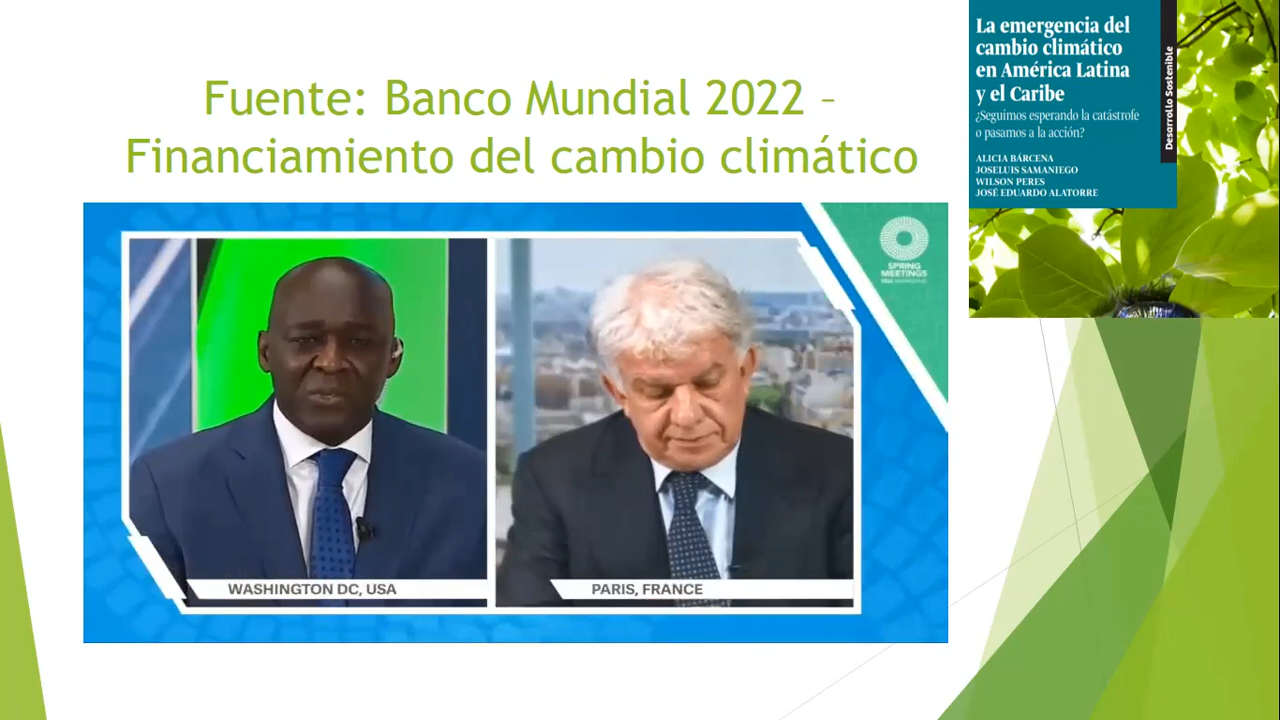 Fuente: Banco Mundial 2022 –
Financiamiento del cambio climático
La emergencia del
cambio climático
en América Latina
y el Caribe
¿Seguimos esperando la catástrofe
o pasamos a la acción?
ALICIA BÁRCENA
JOSELUIS SAMANIEGO
WILSON PERES
JOSÉ EDUARDO ALATORRE
Desarrollo Sostenible
SPRING
MEETINGS
WASHINGTON DC, USA
PARIS, FRANCE